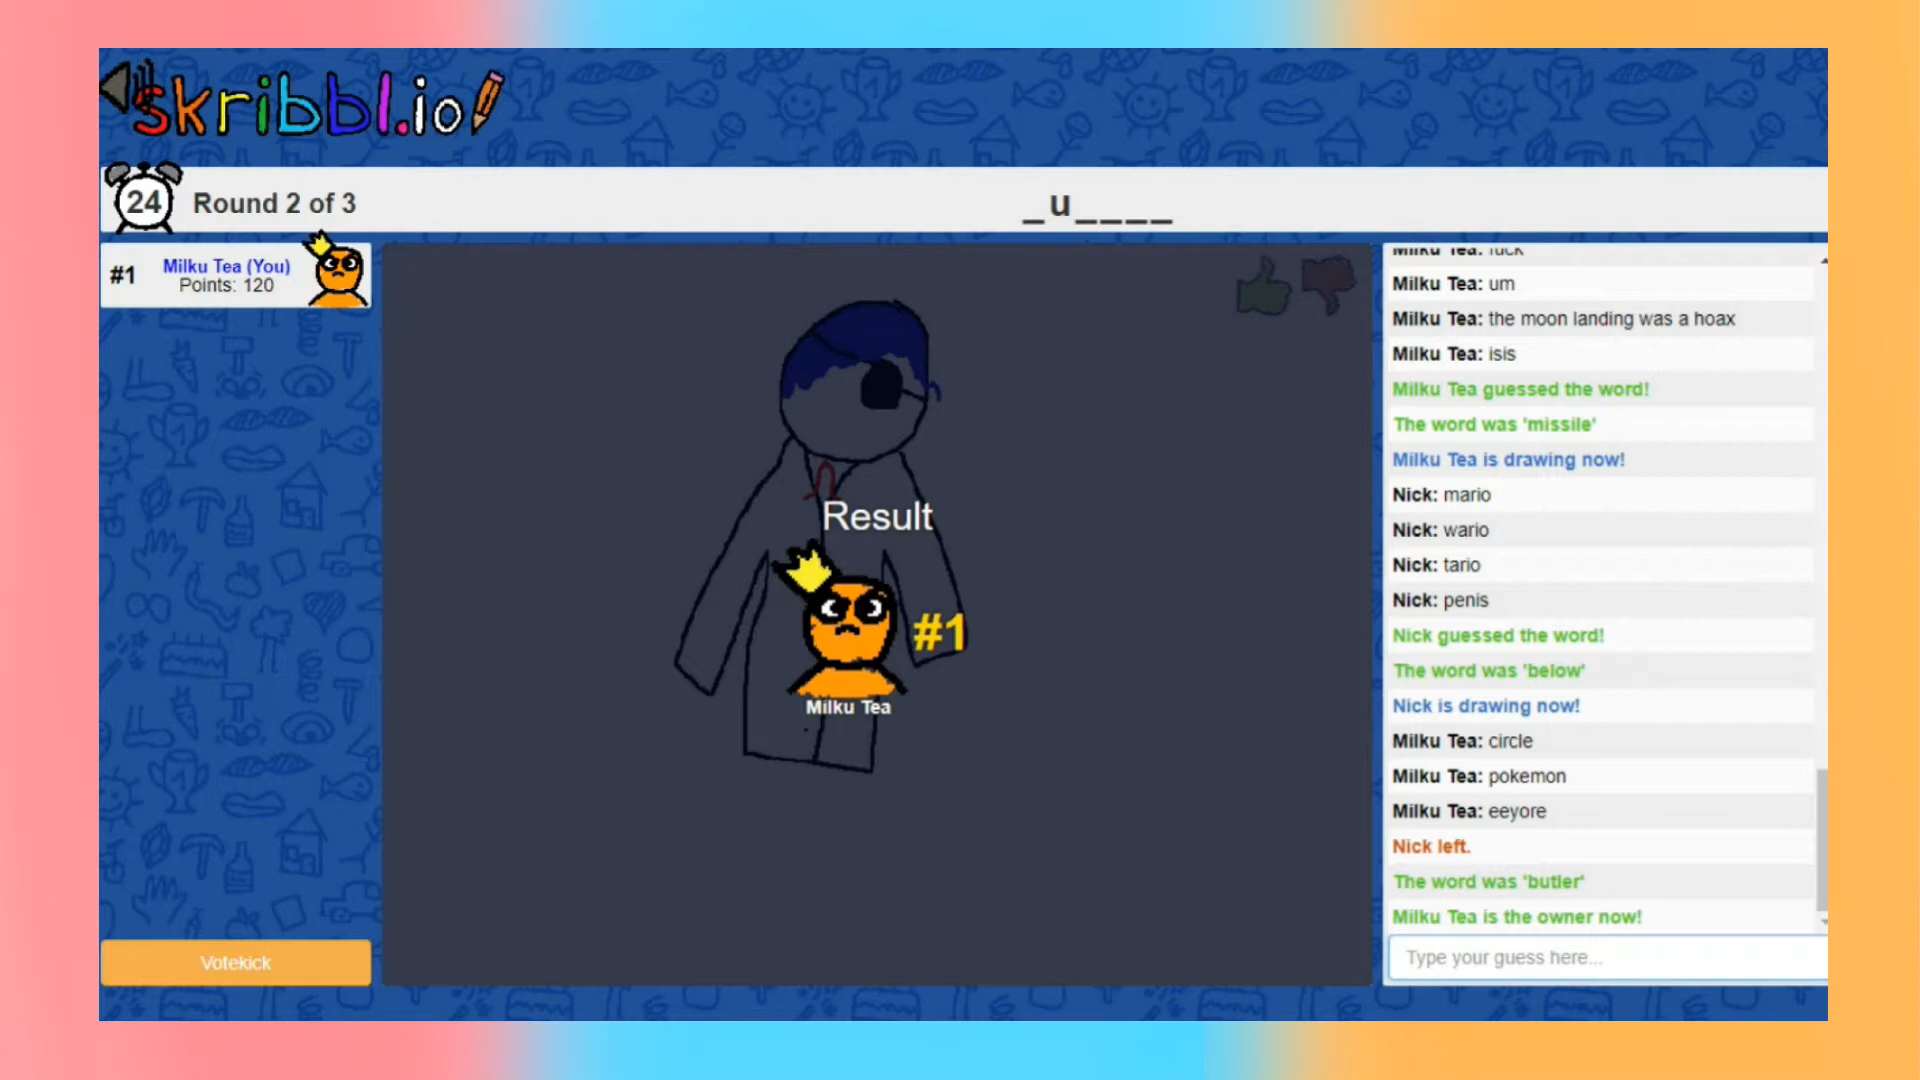 skribbl.io
24
Round 2 of 3
_u____
#1
Milku Tea (You)
Points: 120
Result
#1
Milku Tea
Milku Tea: fuck
Milku Tea: um
Milku Tea: the moon landing was a hoax
Milku Tea: isis
Milku Tea guessed the word!
The word was 'missile'
Milku Tea is drawing now!
Nick: mario
Nick: wario
Nick: tario
Nick: penis
Nick guessed the word!
The word was 'below'
Nick is drawing now!
Milku Tea: circle
Milku Tea: pokemon
Milku Tea: eeyore
Nick left.
The word was 'butler'
Milku Tea is the owner now!
Type your guess here...
Votekick